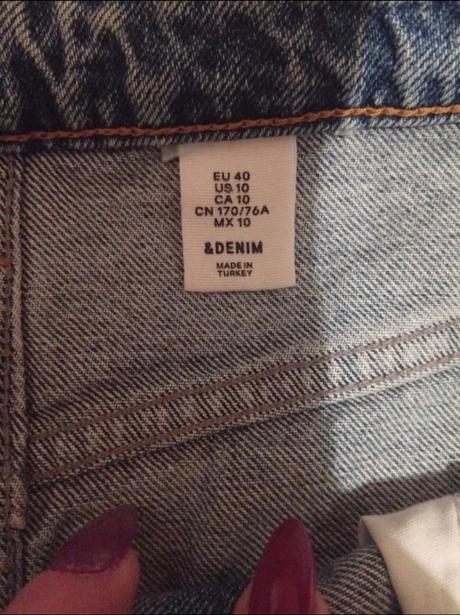 EU 40
US 10
CA 10
CN 170/76A
MX 10
&DENIM
MADE IN
TURKEY